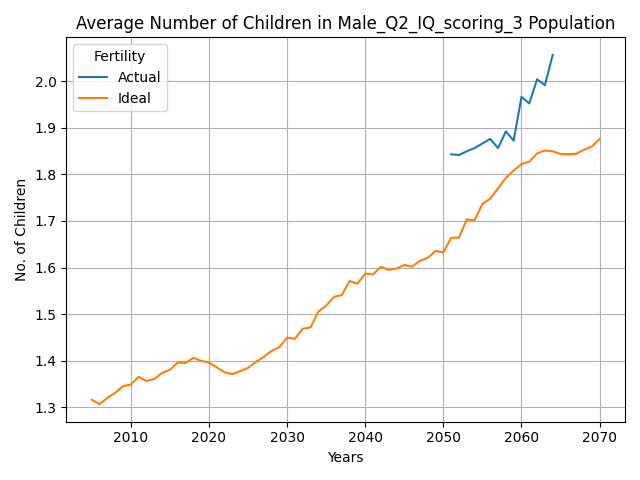 Average Number of Children in Male_Q2_IQ_scoring_3 Population
Fertility
Actual
Ideal
No. of Children
2.0
1.9
1.8
1.7
1.6
1.5
1.4
1.3
2010 2020 2030 2040 2050 2060 2070
Years